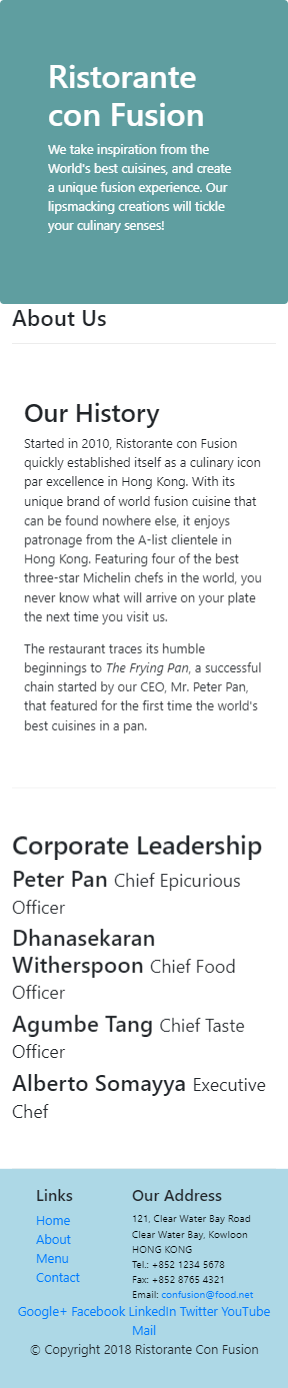 Ristorante
con Fusion
We take inspiration from the
World's best cuisines, and create
a unique fusion experience. Our
lipsmacking creations will tickle
your culinary senses!
About Us
Our History
Started in 2010, Ristorante con Fusion
quickly established itself as a culinary icon
par excellence in Hong Kong. With its
unique brand of world fusion cuisine that
can be found nowhere else, it enjoys
patronage from the A-list clientele in
Hong Kong. Featuring four of the best
three-star Michelin chefs in the world, you
never know what will arrive on your plate
the next time you visit us.
The restaurant traces its humble
beginnings to The Frying Pan, a successful
chain started by our CEO, Mr. Peter Pan,
that featured for the first time the world's
best cuisines in a pan.
Corporate Leadership
Peter Pan Chief Epicurious
Officer
Dhanasekaran
Witherspoon Chief Food
Officer
Agumbe Tang Chief Taste
Officer
Alberto Somayya Executive
Chef
Links
Home
About
Menu
Contact
Our Address
121, Clear Water Bay Road
Clear Water Bay, Kowloon
HONG KONG
Tel.: +852 1234 5678
Fax: +852 8765 4321
Email: confusion@food.net
Google+ Facebook LinkedIn Twitter YouTube
Mail
© Copyright 2018 Ristorante Con Fusion